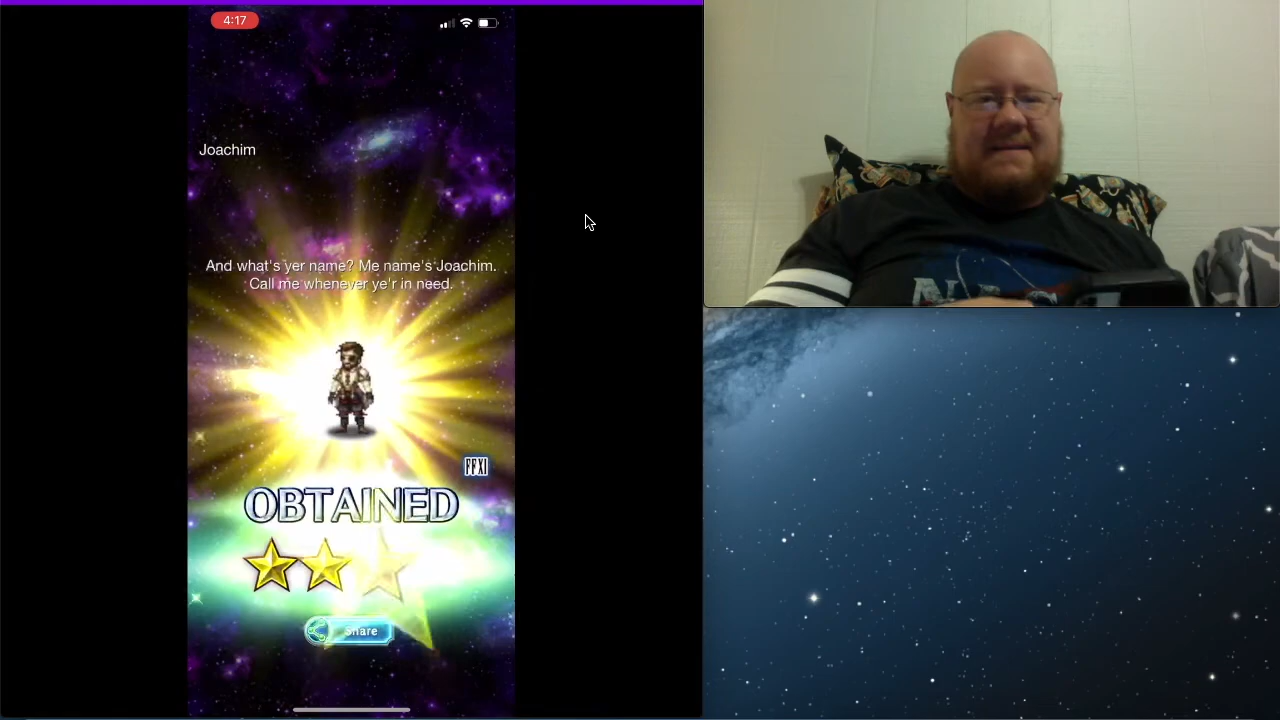 4:17
Joachim
And what's yer name? Me name's Joachim.
Call me whenever ye'r in need.
FFXI
OBTAINED
Share